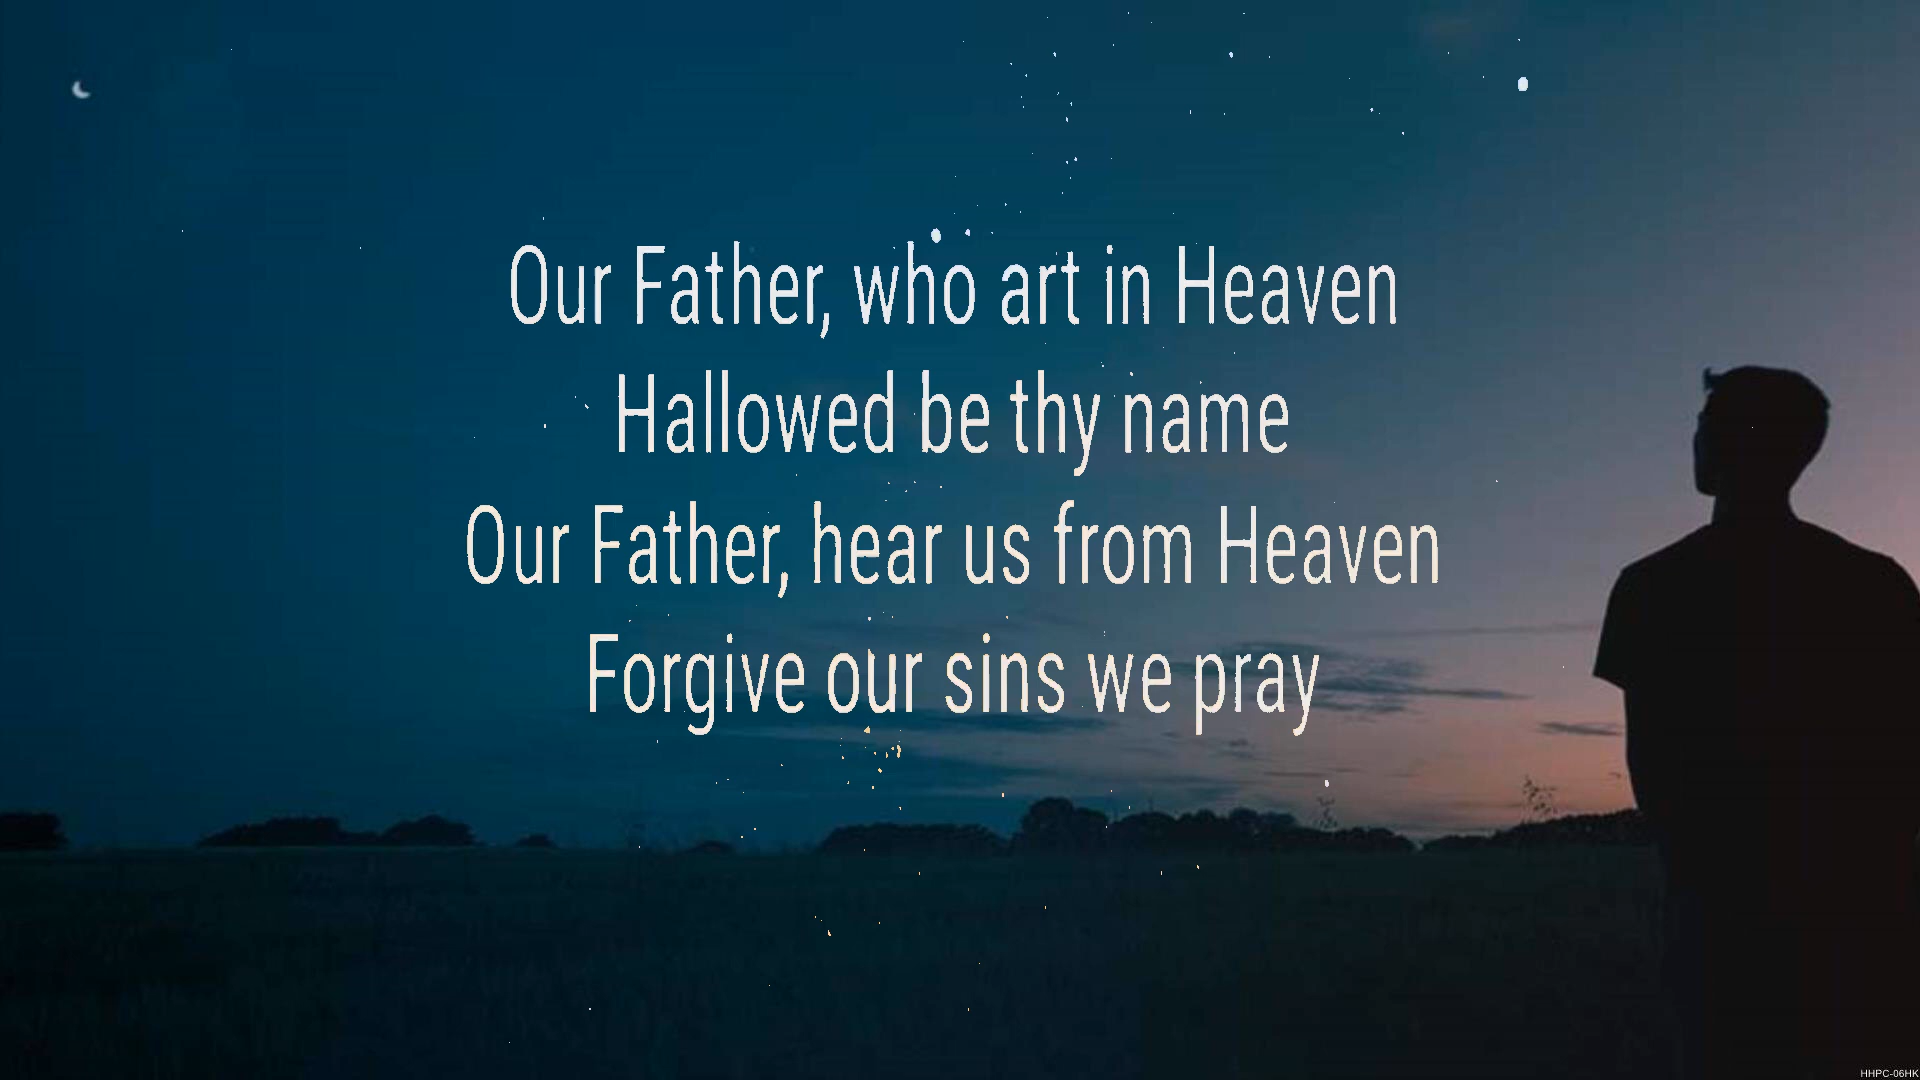 Our Father, who art in Heaven
Hallowed be thy name
Our Father, hear us from Heaven
Forgive our sins we pray
HHPC-06HK